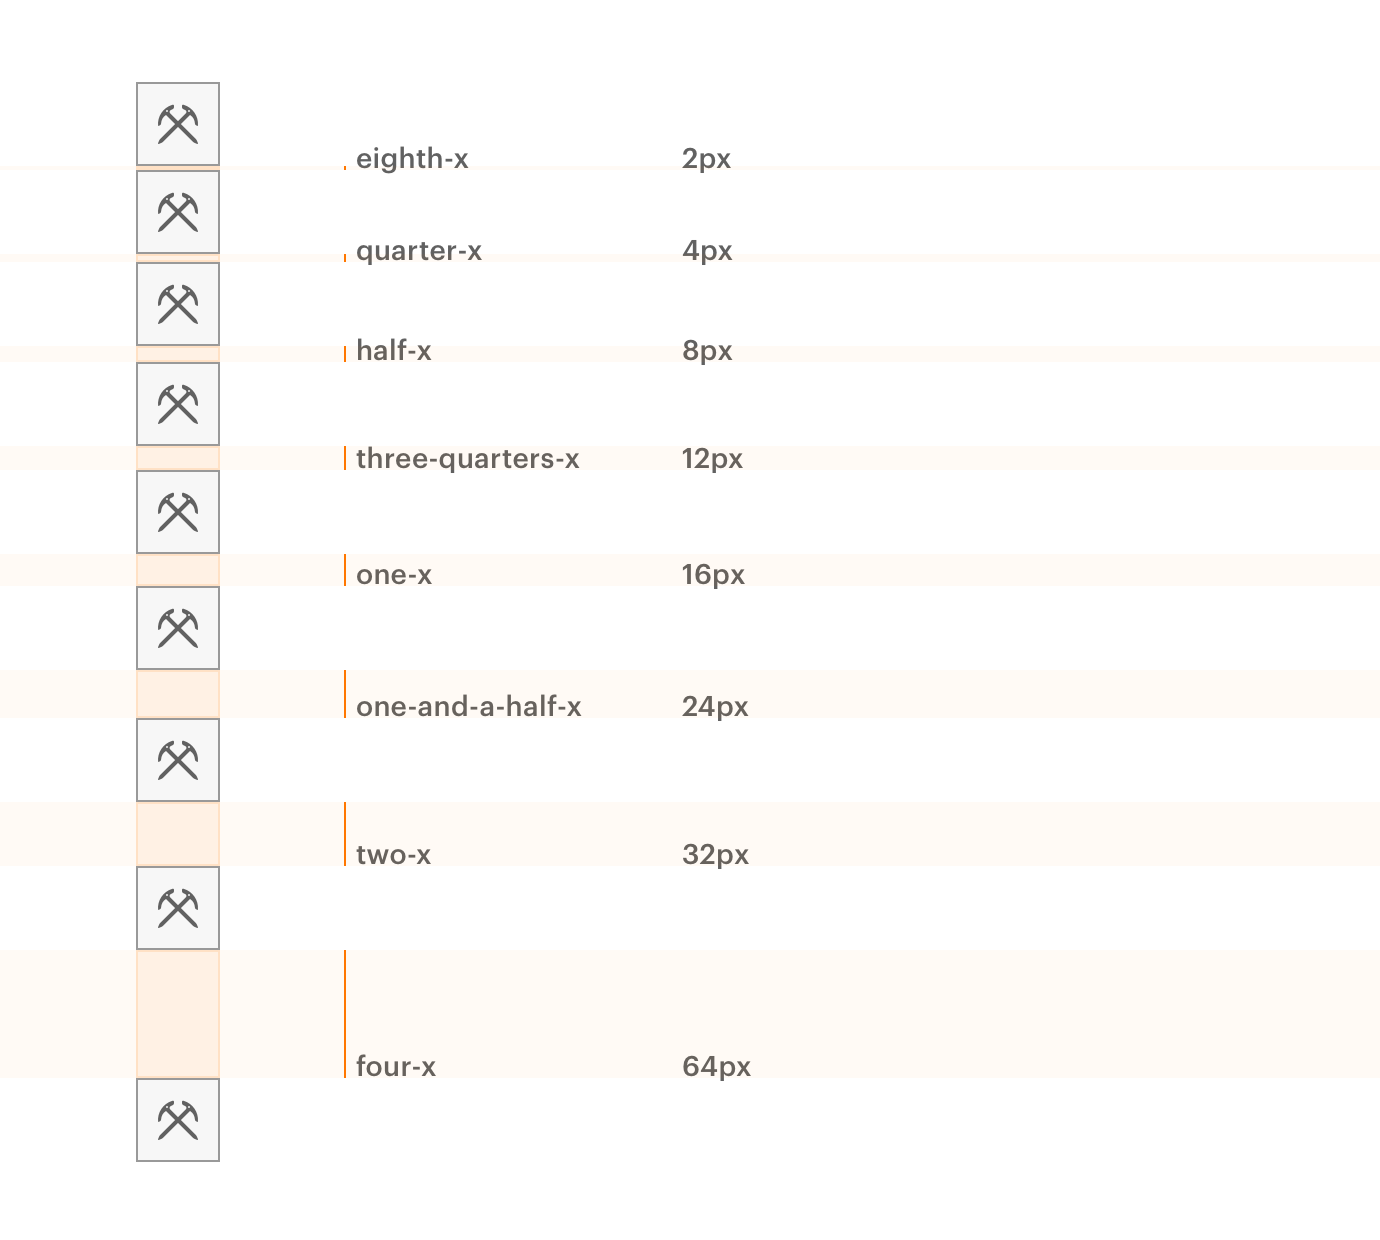 eighth-x 2px
quarter-x 4px
half-x 8px
three-quarters-x 12px
one-x 16px
one-and-a-half-x 24px
two-x 32px
four-x 64px